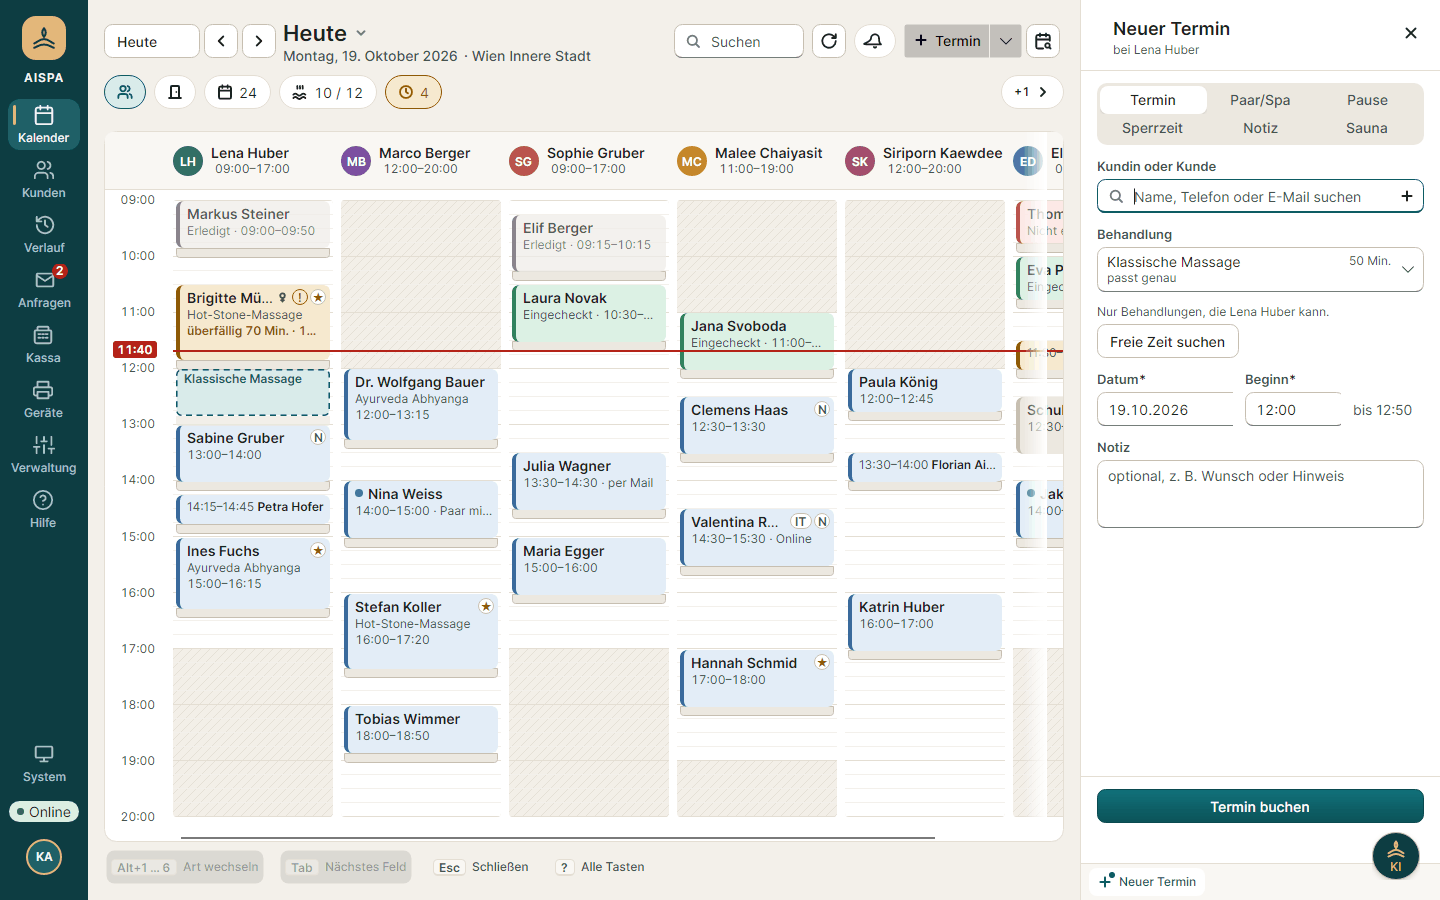 AISPA
Kalender
Kunden
Verlauf
Anfragen
2
Kassa
Geräte
Verwaltung
Hilfe
System
Online
KA
Heute
Heute
Montag, 19. Oktober 2026 · Wien Innere Stadt
Suchen
Termin
24
10 / 12
4
+1
LH
Lena Huber
09:00–17:00
MB
Marco Berger
12:00–20:00
SG
Sophie Gruber
09:00–17:00
MC
Malee Chaiyasit
11:00–19:00
SK
Siriporn Kaewdee
12:00–20:00
ED
09:00
10:00
11:00
11:40
12:00
13:00
14:00
15:00
16:00
17:00
18:00
19:00
20:00
Markus Steiner
Erledigt · 09:00–09:50
Brigitte Mü...
Hot-Stone-Massage
überfällig 70 Min. · 1...
Klassische Massage
Sabine Gruber
N
13:00–14:00
14:15–14:45 Petra Hofer
Ines Fuchs
Ayurveda Abhyanga
15:00–16:15
Dr. Wolfgang Bauer
Ayurveda Abhyanga
12:00–13:15
Nina Weiss
14:00–15:00 · Paar mi...
Stefan Koller
Hot-Stone-Massage
16:00–17:20
Tobias Wimmer
18:00–18:50
Elif Berger
Erledigt · 09:15–10:15
Laura Novak
Eingecheckt · 10:30–...
Julia Wagner
13:30–14:30 · per Mail
Maria Egger
15:00–16:00
Jana Svoboda
Eingecheckt · 11:00–...
Clemens Haas
N
12:30–13:30
Valentina R...
IT
N
14:30–15:30 · Online
Hannah Schmid
17:00–18:00
Paula König
12:00–12:45
13:30–14:00 Florian Ai...
Katrin Huber
16:00–17:00
Alt+1 ... 6
Art wechseln
Tab
Nächstes Feld
Esc
Schließen
?
Alle Tasten
Neuer Termin
bei Lena Huber
Termin
Paar/Spa
Pause
Sperrzeit
Notiz
Sauna
Kundin oder Kunde
Name, Telefon oder E-Mail suchen
Behandlung
Klassische Massage
50 Min.
passt genau
Nur Behandlungen, die Lena Huber kann.
Freie Zeit suchen
Datum*
Beginn*
19.10.2026
12:00
bis 12:50
Notiz
optional, z. B. Wunsch oder Hinweis
Termin buchen
KI
Neuer Termin